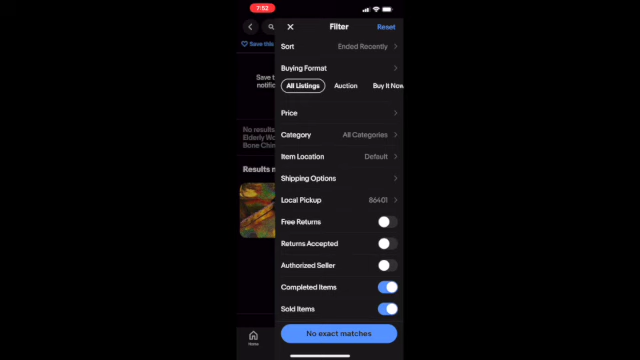 7:52
Filter
Reset
Save this
Sort
Ended Recently
Save t
notific
Buying Format
All Listings
Auction
Buy It Now
Price
No results
Elderly Wo
Bone Chin
Category
All Categories
Item Location
Default
Results m
Shipping Options
Local Pickup
86401
Free Returns
Returns Accepted
Authorized Seller
Completed Items
Sold Items
No exact matches
Home